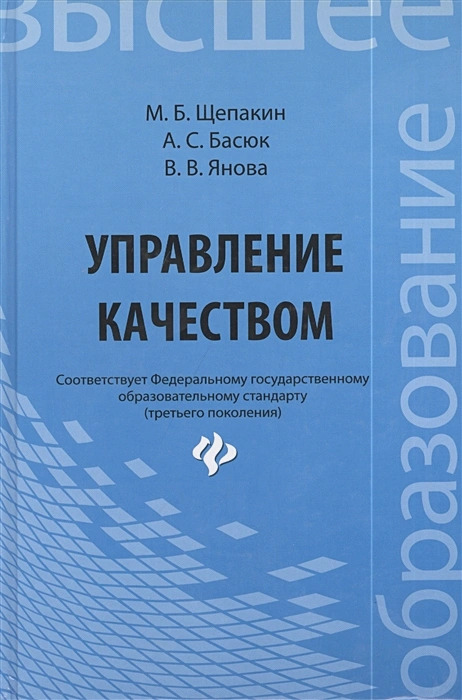 высшее
образование
М. Б. Щепакин
А. С. Басюк
В. В. Янова
УПРАВЛЕНИЕ
КАЧЕСТВОМ
Соответствует Федеральному государственному
образовательному стандарту
(третьего поколения)